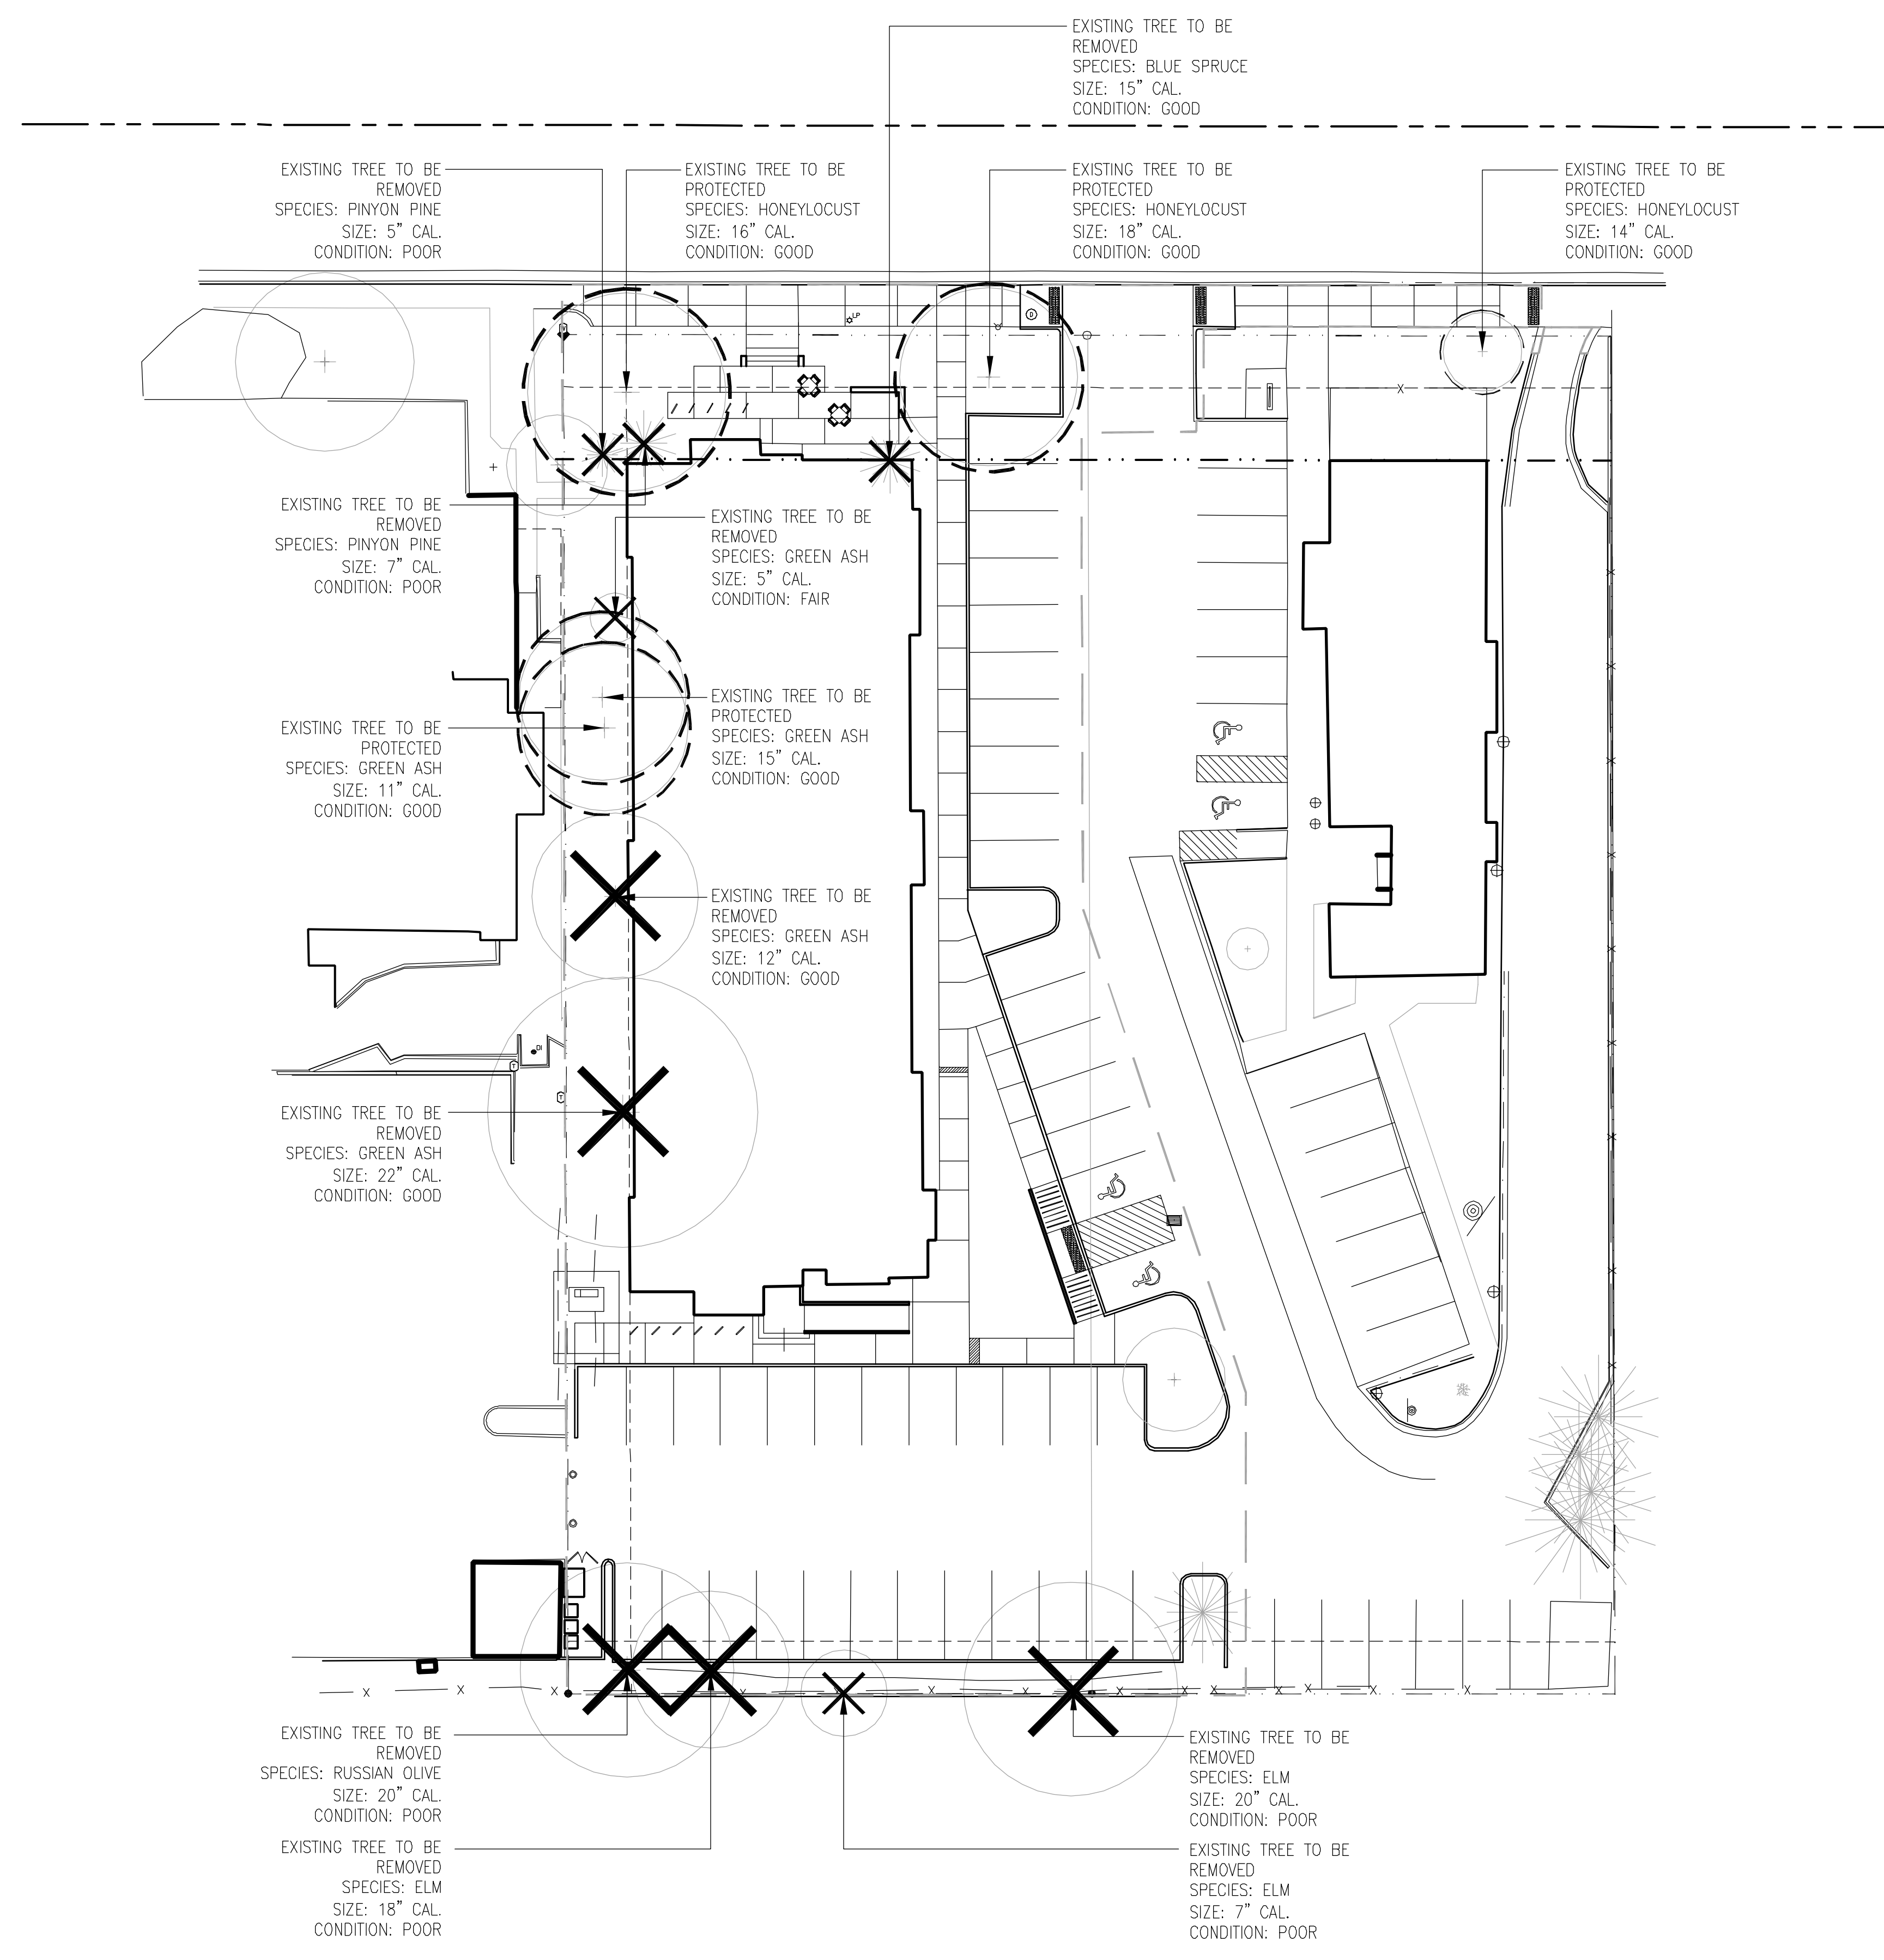 EXISTING TREE TO BE
REMOVED
SPECIES: BLUE SPRUCE
SIZE: 15" CAL.
CONDITION: GOOD
EXISTING TREE TO BE
REMOVED
SPECIES: PINYON PINE
SIZE: 5" CAL.
CONDITION: POOR
EXISTING TREE TO BE
PROTECTED
SPECIES: HONEYLOCUST
SIZE: 16" CAL.
CONDITION: GOOD
EXISTING TREE TO BE
PROTECTED
SPECIES: HONEYLOCUST
SIZE: 18" CAL.
CONDITION: GOOD
EXISTING TREE TO BE
PROTECTED
SPECIES: HONEYLOCUST
SIZE: 14" CAL.
CONDITION: GOOD
LP
D
EXISTING TREE TO BE
REMOVED
SPECIES: PINYON PINE
SIZE: 7" CAL.
CONDITION: POOR
EXISTING TREE TO BE
REMOVED
SPECIES: GREEN ASH
SIZE: 5" CAL.
CONDITION: FAIR
EXISTING TREE TO BE
PROTECTED
SPECIES: GREEN ASH
SIZE: 15" CAL.
CONDITION: GOOD
EXISTING TREE TO BE
PROTECTED
SPECIES: GREEN ASH
SIZE: 11" CAL.
CONDITION: GOOD
EXISTING TREE TO BE
REMOVED
SPECIES: GREEN ASH
SIZE: 12" CAL.
CONDITION: GOOD
DI
T
T
EXISTING TREE TO BE
REMOVED
SPECIES: GREEN ASH
SIZE: 22" CAL.
CONDITION: GOOD
EXISTING TREE TO BE
REMOVED
SPECIES: RUSSIAN OLIVE
SIZE: 20" CAL.
CONDITION: POOR
EXISTING TREE TO BE
REMOVED
SPECIES: ELM
SIZE: 20" CAL.
CONDITION: POOR
EXISTING TREE TO BE
REMOVED
SPECIES: ELM
SIZE: 18" CAL.
CONDITION: POOR
EXISTING TREE TO BE
REMOVED
SPECIES: ELM
SIZE: 7" CAL.
CONDITION: POOR